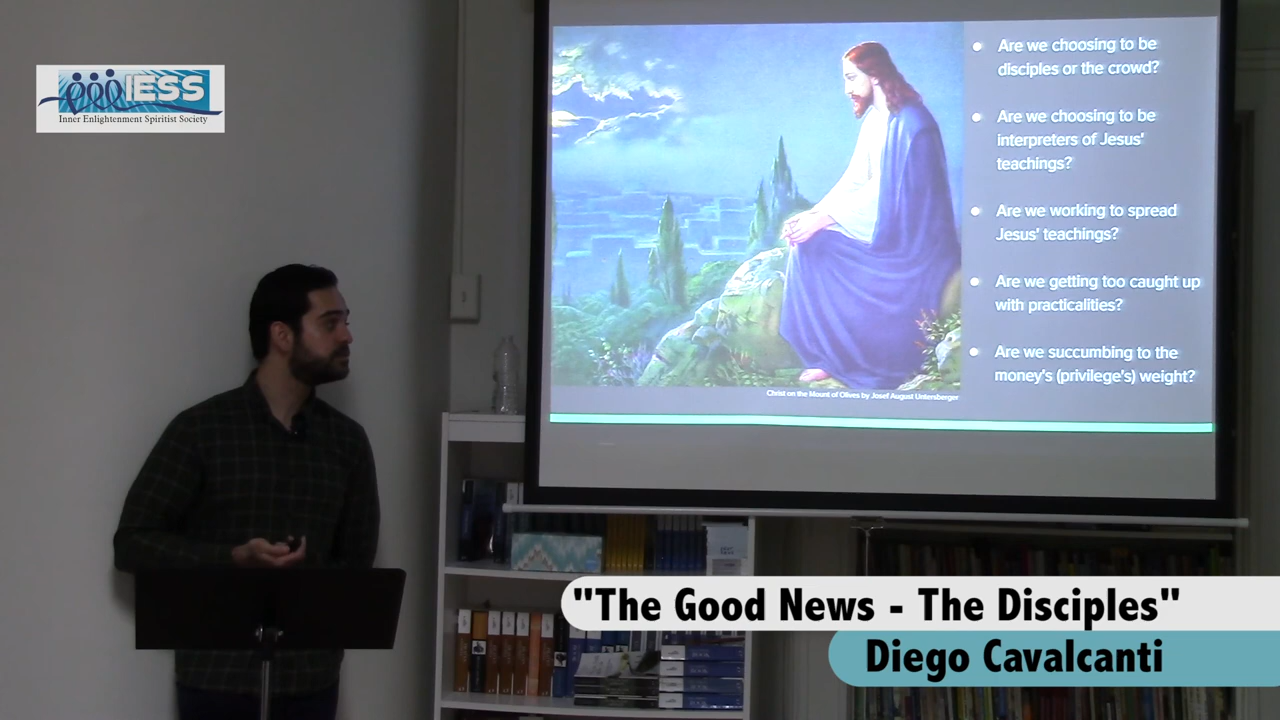 IESS
Inner Enlightenment Spiritist Society
● Are we choosing to be
disciples or the crowd?
● Are we choosing to be
interpreters of Jesus'
teachings?
● Are we working to spread
Jesus' teachings?
● Are we getting too caught up
with practicalities?
● Are we succumbing to the
money's (privilege's) weight?
Christ on the Mount of Olives by Josef August Untersberger
"The Good News - The Disciples"
Diego Cavalcanti